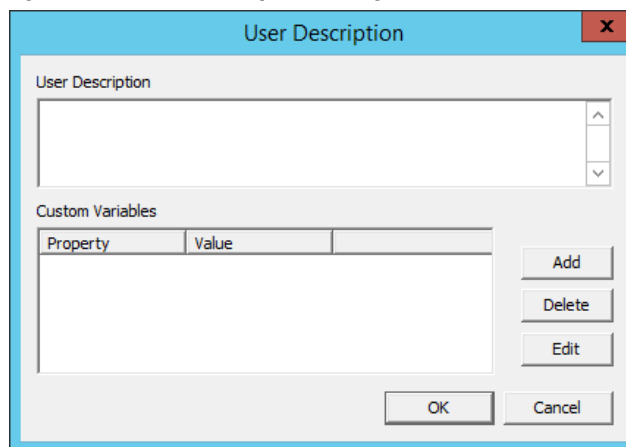 User Description
x
User Description
Custom Variables
Property Value
Add
Delete
Edit
OK Cancel